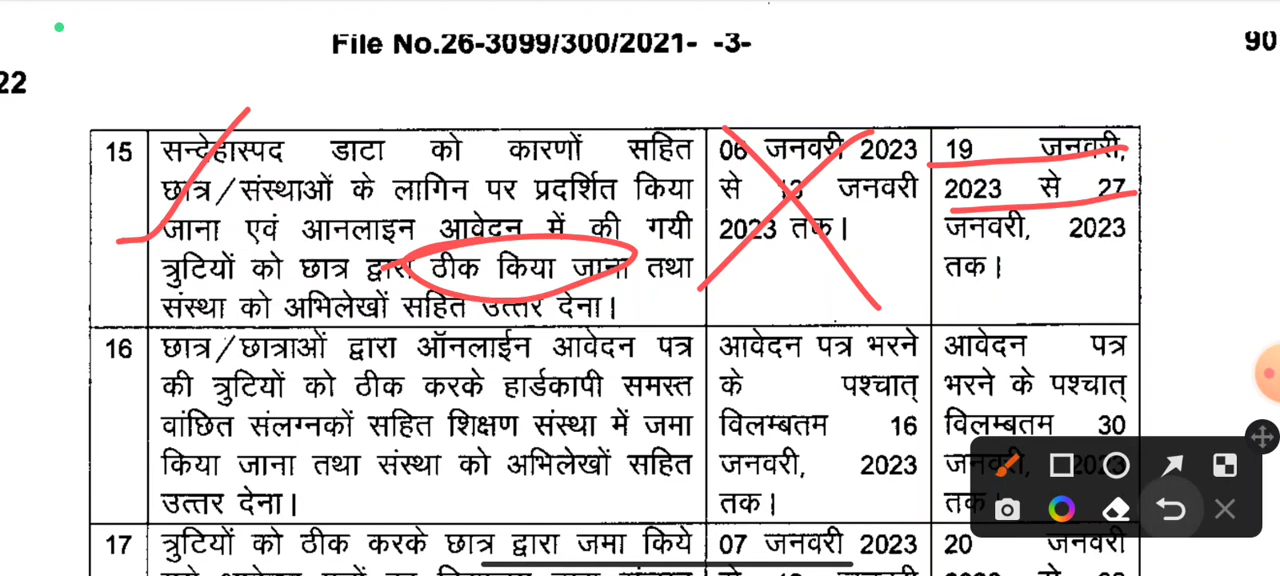 File No.26-3099/300/2021- -3-
90
22
15
सन्देहास्पद डाटा को कारणों सहित
छात्र/संस्थाओं के लागिन पर प्रदर्शित किया
जाना एवं आनलाइन आवेदन में की गयी
त्रुटियों को छात्र द्वारा ठीक किया जाना तथा
संस्था को अभिलेखों सहित उत्तर देना।
06 जनवरी 2023
से 13 जनवरी
2023 तक।
19 जनवरी,
2023 से 27
जनवरी, 2023
तक।
16
छात्र/छात्राओं द्वारा ऑनलाईन आवेदन पत्र
की त्रुटियों को ठीक करके हार्डकापी समस्त
वांछित संलग्नकों सहित शिक्षण संस्था में जमा
किया जाना तथा संस्था को अभिलेखों सहित
उत्तर देना।
आवेदन पत्र भरने
के पश्चात्
विलम्बतम 16
जनवरी, 2023
तक।
आवेदन पत्र
भरने के पश्चात्
विलम्बतम 30
जनवरी, 2023
तक।
17
त्रुटियों को ठीक करके छात्र द्वारा जमा किये
07 जनवरी 2023
20 जनवरी